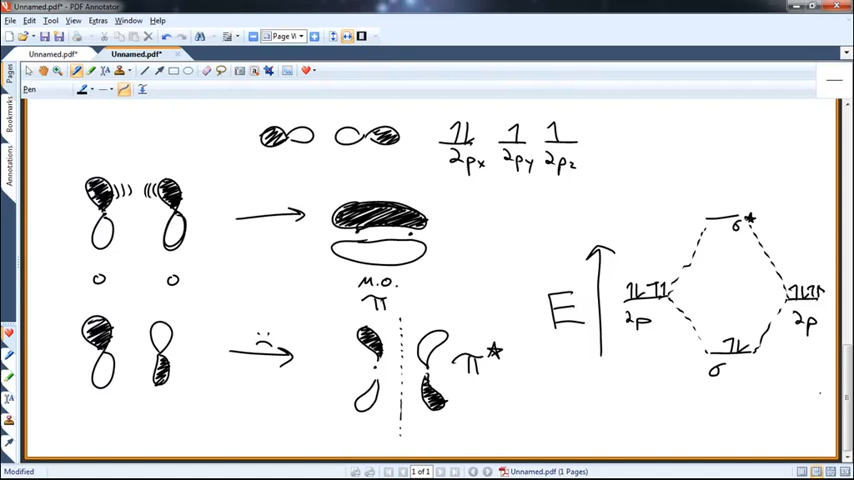 Unnamed.pdf* - PDF Annotator
File Edit Tool View Extras Window Help
Page W
Unnamed.pdf* Unnamed.pdf*
Pen
Pages
Bookmarks
Annotations
2px 2py 2pz
σ*
E
2p 2p
σ
O O
M.O.
π
π*
Modified 1 of 1 Unnamed.pdf (1 Pages)